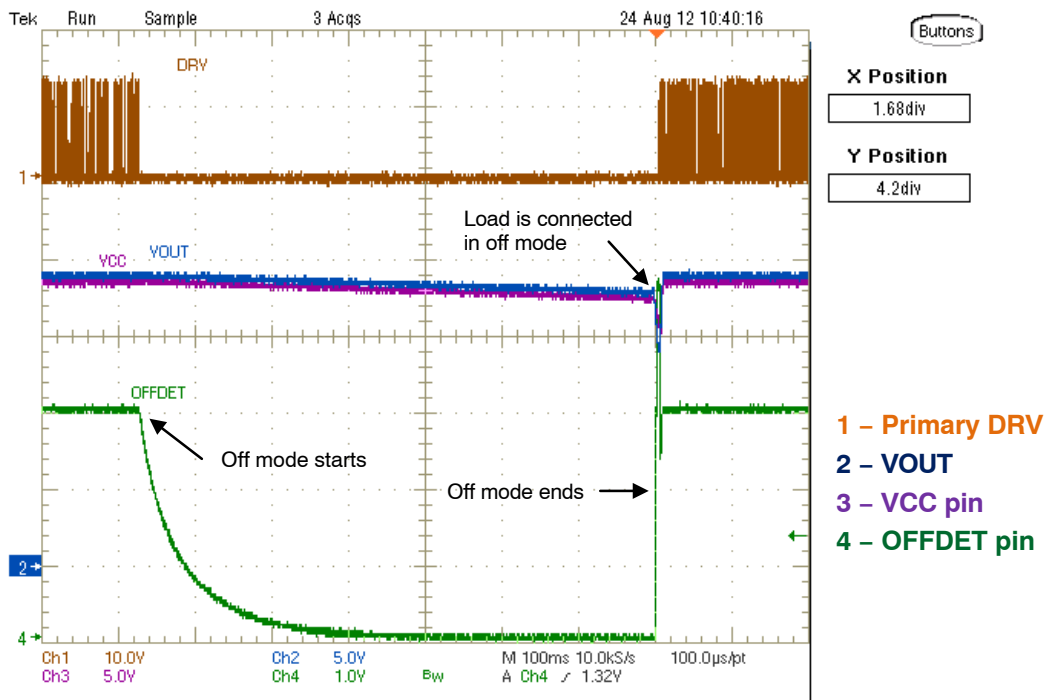 Tek Run Sample 3 Acqs 24 Aug 12 10:40:16
Buttons
X Position
1.68div
Y Position
4.2div
DRV
1
Load is connected
in off mode
VCC VOUT
OFFDET
Off mode starts
Off mode ends
1 – Primary DRV
2 – VOUT
3 – VCC pin
4 – OFFDET pin
2
4
Ch1 10.0V Ch2 5.0V M 100ms 10.0kS/s 100.0µs/pt
Ch3 5.0V Ch4 1.0V Bw A Ch4 / 1.32V